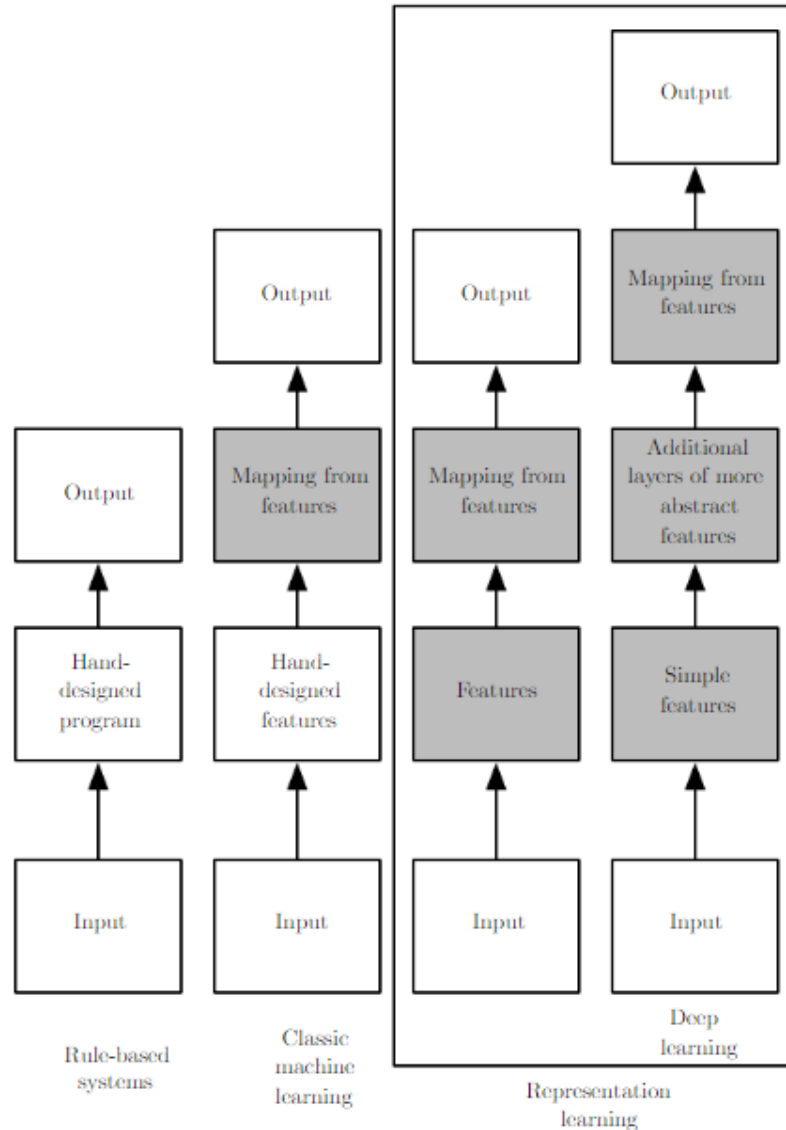 Output
Output
Output
Mapping from
features
Output
Mapping from
features
Mapping from
features
Additional
layers of more
abstract
features
Hand-
designed
program
Hand-
designed
features
Features
Simple
features
Input
Input
Input
Input
Rule-based
systems
Classic
machine
learning
Representation
learning
Deep
learning